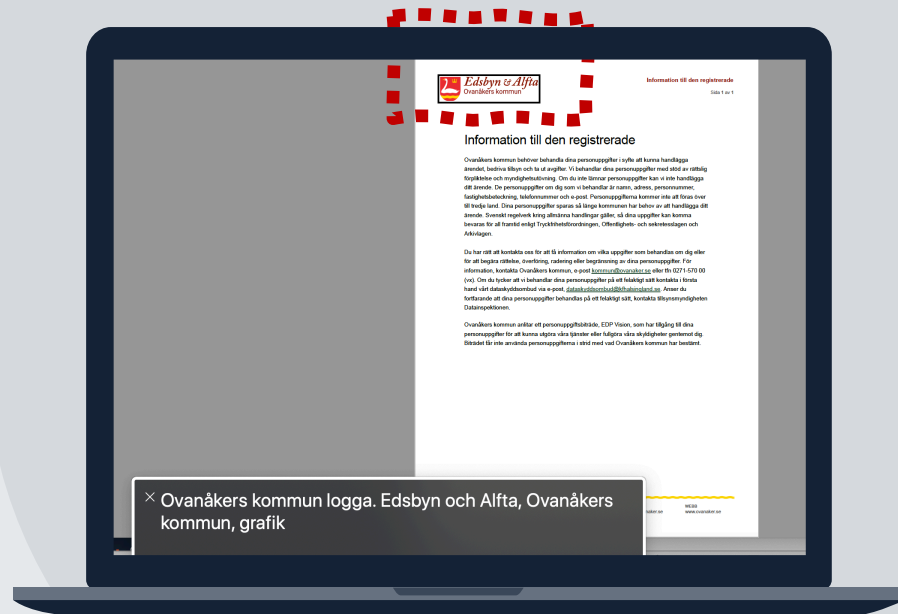 Edsbyn & Alfta
Ovanåkers kommun
Information till den registrerade
Sida 1 av 1
Information till den registrerade
Ovanåkers kommun behöver behandla dina personuppgifter i syfte att kunna handlägga
ärendet, bedriva tillsyn och ta ut avgifter. Vi behandlar dina personuppgifter med stöd av rättslig
förpliktelse och myndighetsutövning. Om du inte lämnar personuppgifter kan vi inte handlägga
ditt ärende. De personuppgifter om dig som vi behandlar är namn, adress, personnummer,
fastighetsbeteckning, telefonnummer och e-post. Personuppgifterna kommer inte att föras över
till tredje land. Dina personuppgifter sparas så länge kommunen har behov av att handlägga ditt
ärende. Svenskt regelverk kring allmänna handlingar gäller, så dina uppgifter kan komma
bevaras för all framtid enligt Tryckfrihetsförordningen, Offentlighets- och sekretesslagen och
Arkivlagen.
Du har rätt att kontakta oss för att få information om vilka uppgifter som behandlas om dig eller
för att begära rättelse, överföring, radering eller begränsning av dina personuppgifter. För
information, kontakta Ovanåkers kommun, e-post kommun@ovanaker.se eller tfn 0271-570 00
(vx). Om du tycker att vi behandlar dina personuppgifter på ett felaktigt sätt kontakta i första
hand vårt dataskyddsombud via e-post, dataskyddsombud@kfhalsingland.se. Anser du
fortfarande att dina personuppgifter behandlas på ett felaktigt sätt, kontakta tillsynsmyndigheten
Datainspektionen.
Ovanåkers kommun anlitar ett personuppgiftsbiträde, EDP Vision, som har tillgång till dina
personuppgifter för att kunna utgöra våra tjänster eller fullgöra våra skyldigheter gentemot dig.
Biträdet får inte använda personuppgifterna i strid med vad Ovanåkers kommun har bestämt.
WEBB
www.ovanaker.se
× Ovanåkers kommun logga. Edsbyn och Alfta, Ovanåkers
kommun, grafik